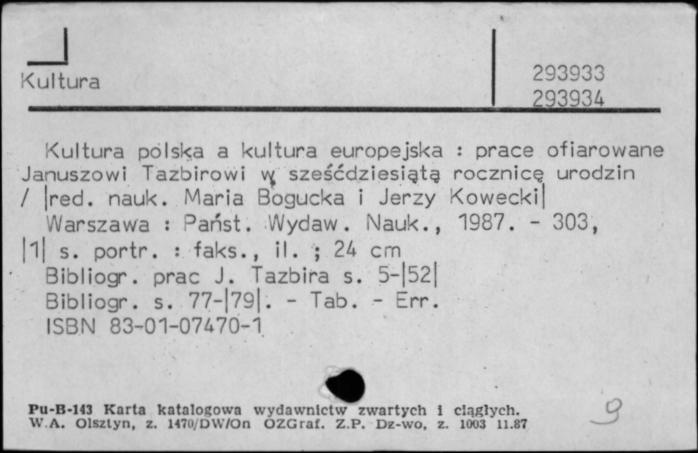 Kultura
293933
293934
Kultura polska a kultura europejska : prace ofiarowane
Januszowi Tazbirowi w sześćdziesiątą rocznicę urodzin
/ |red. nauk. Maria Bogucka i Jerzy Kowecki|
Warszawa : Państ. Wydaw. Nauk., 1987. - 303,
|1| s. portr. : faks., il. ; 24 cm
Bibliogr. prac J. Tazbira s. 5-|52|
Bibliogr. s. 77-|79|. - Tab. - Err.
ISBN 83-01-07470-1
Pu-B-143 Karta katalogowa wydawnictw zwartych i ciągłych.
W.A. Olsztyn, z. 1470/DW/On OZGraf. Z.P. Dz-wo, z. 1003 11.87
9